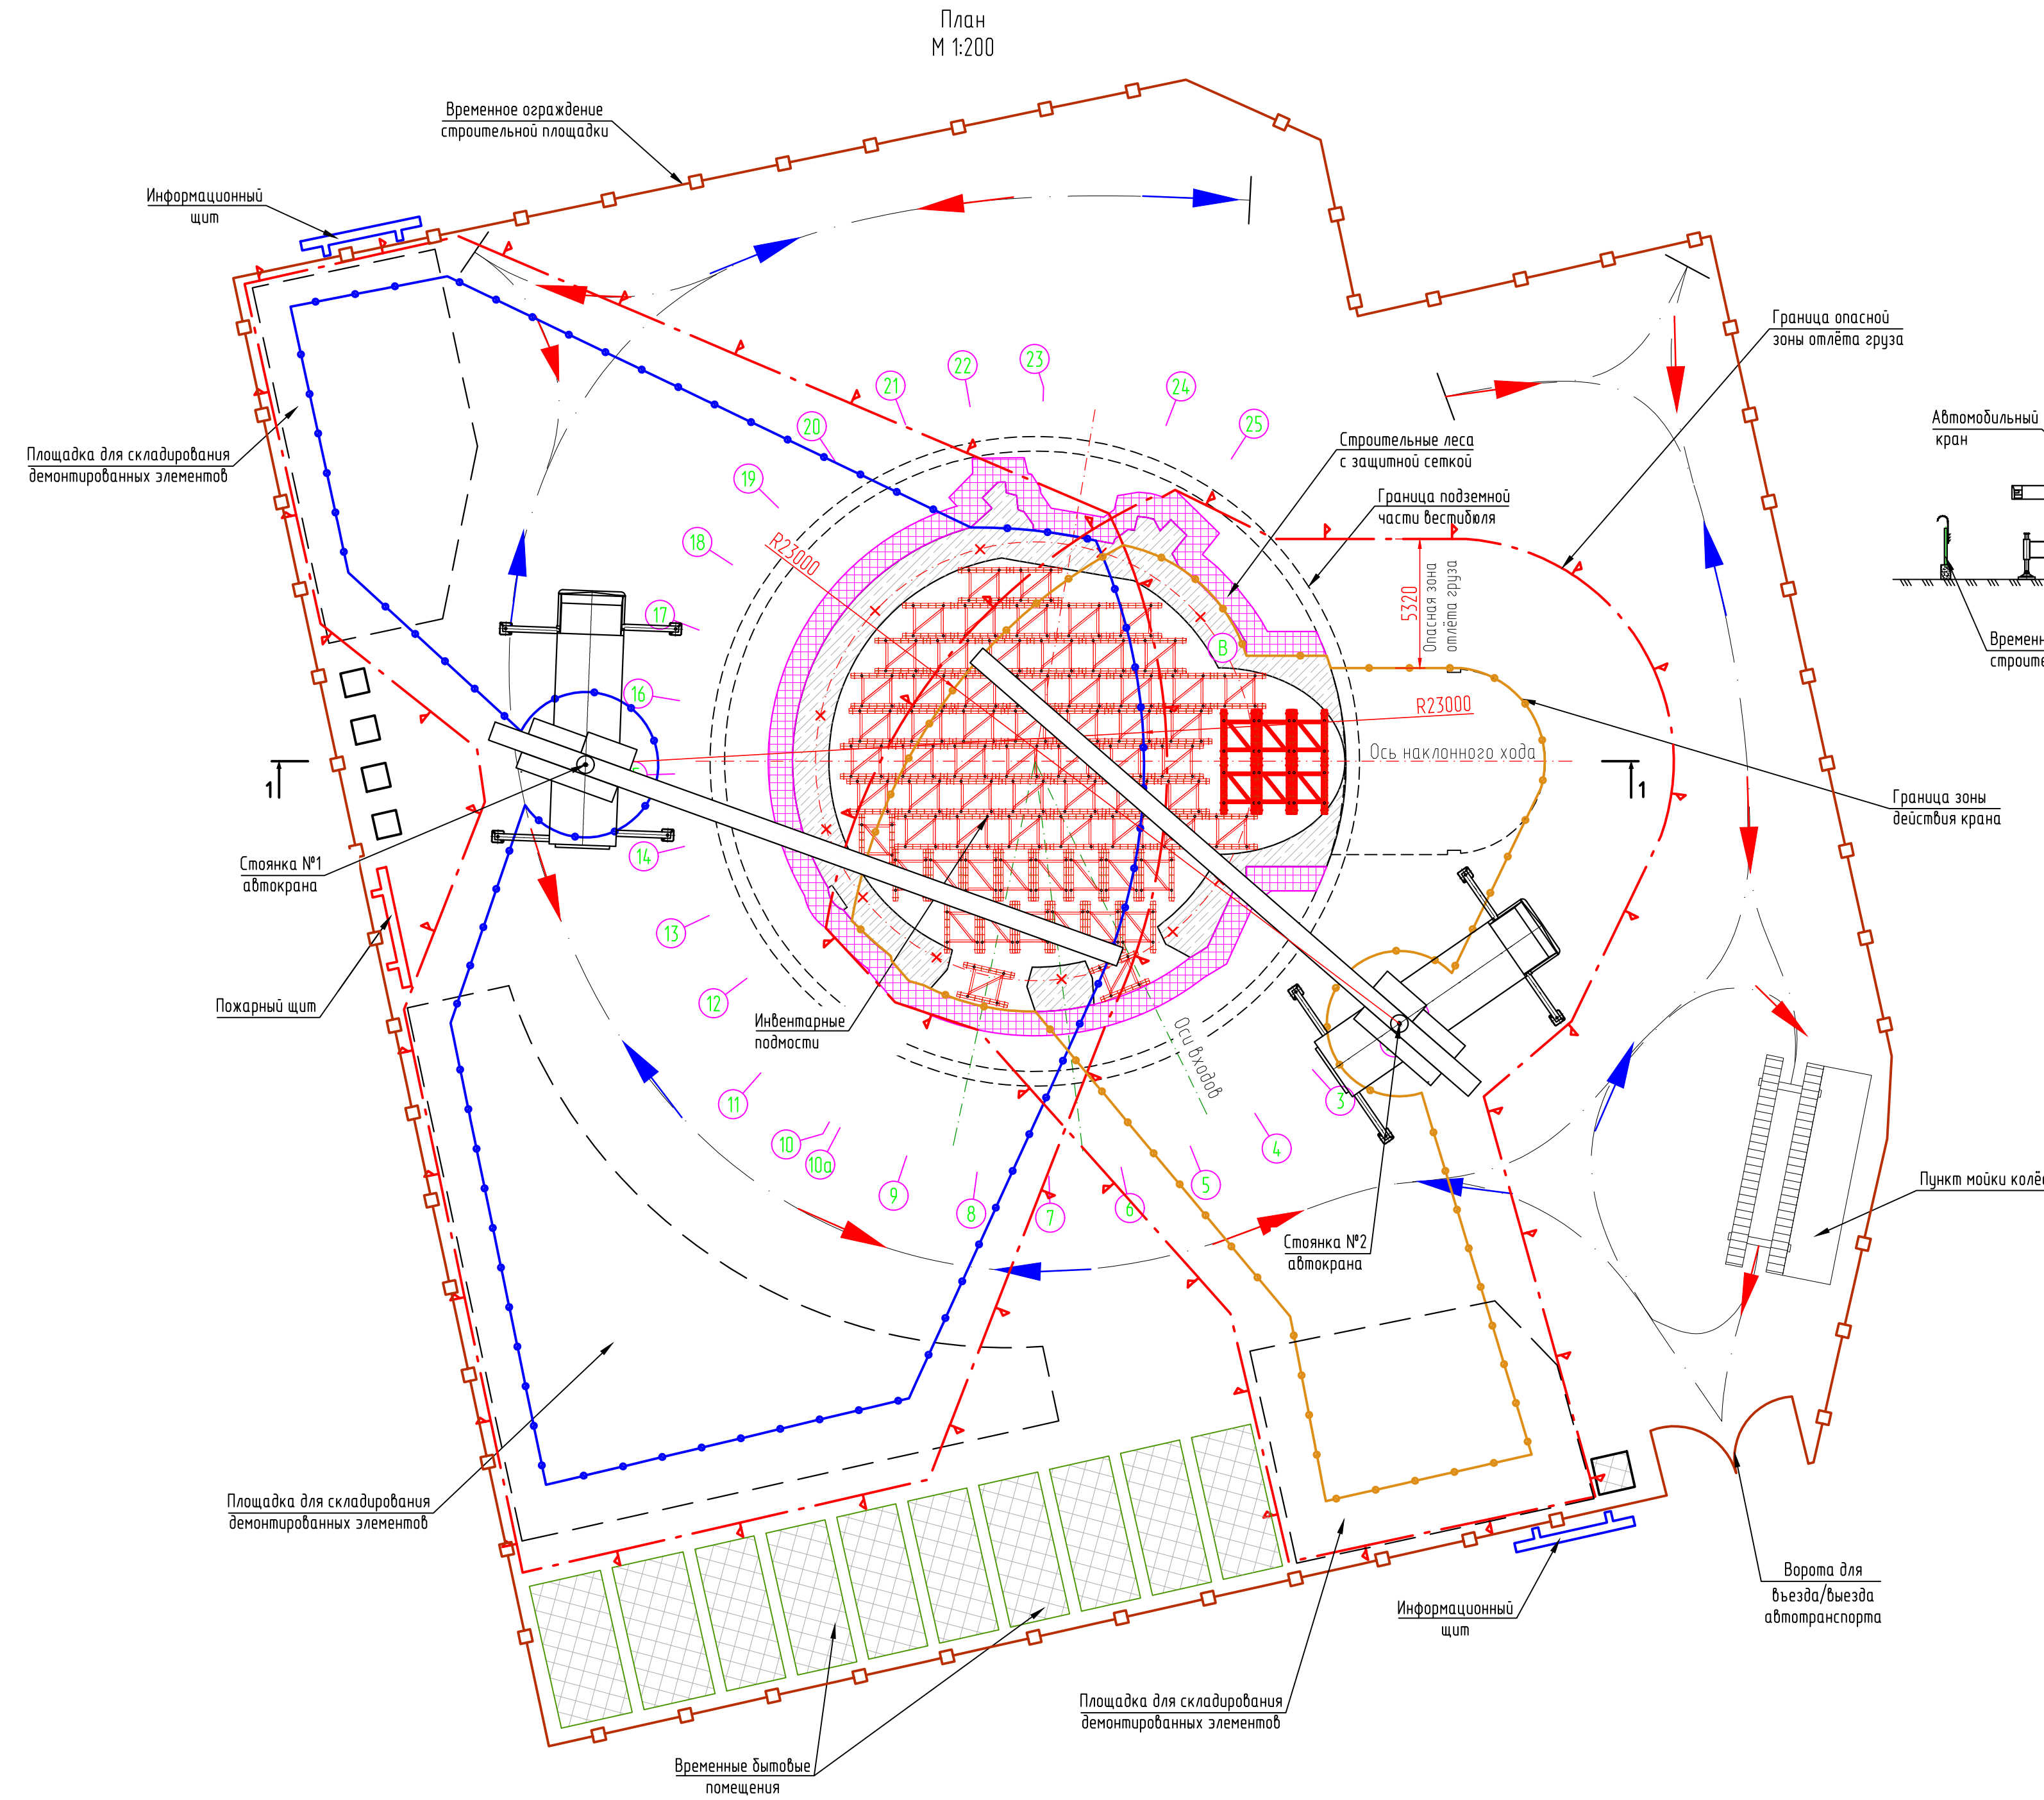 План
М 1:200
Временное ограждение
строительной площадки
Информационный
щит
Граница опасной
зоны отлёта груза
23
22
24
21
25
20
Автомобильный
кран
Строительные леса
с защитной сеткой
Площадка для складирования
демонтированных элементов
19
Граница подземной
части вестибюля
18
R23000
5320
Опасная зона
отлёта груза
17
В
Временн
строите
16
R23000
Ось наклонного хода
1
1
Граница зоны
действия крана
14
Стоянка №1
автокрана
13
12
Пожарный щит
Инвентарные
подмости
Оси входов
11
3
10
10а
4
9
8
7
6
5
Пункт мойки колё
Стоянка №2
автокрана
Площадка для складирования
демонтированных элементов
Ворота для
въезда/выезда
автотранспорта
Информационный
щит
Площадка для складирования
демонтированных элементов
Временные бытовые
помещения